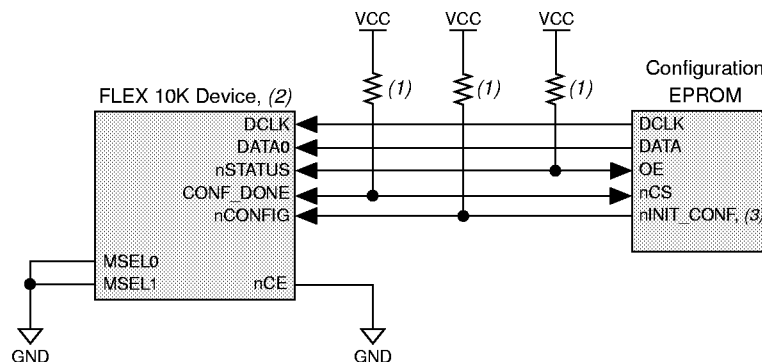 VCC VCC VCC
Configuration
EPROM
FLEX 10K Device, (2)
(1) (1) (1)
DCLK DCLK
DATA0 DATA
nSTATUS OE
CONF_DONE nCS
nCONFIG nINIT_CONF, (3)
MSEL0
MSEL1 nCE
GND GND